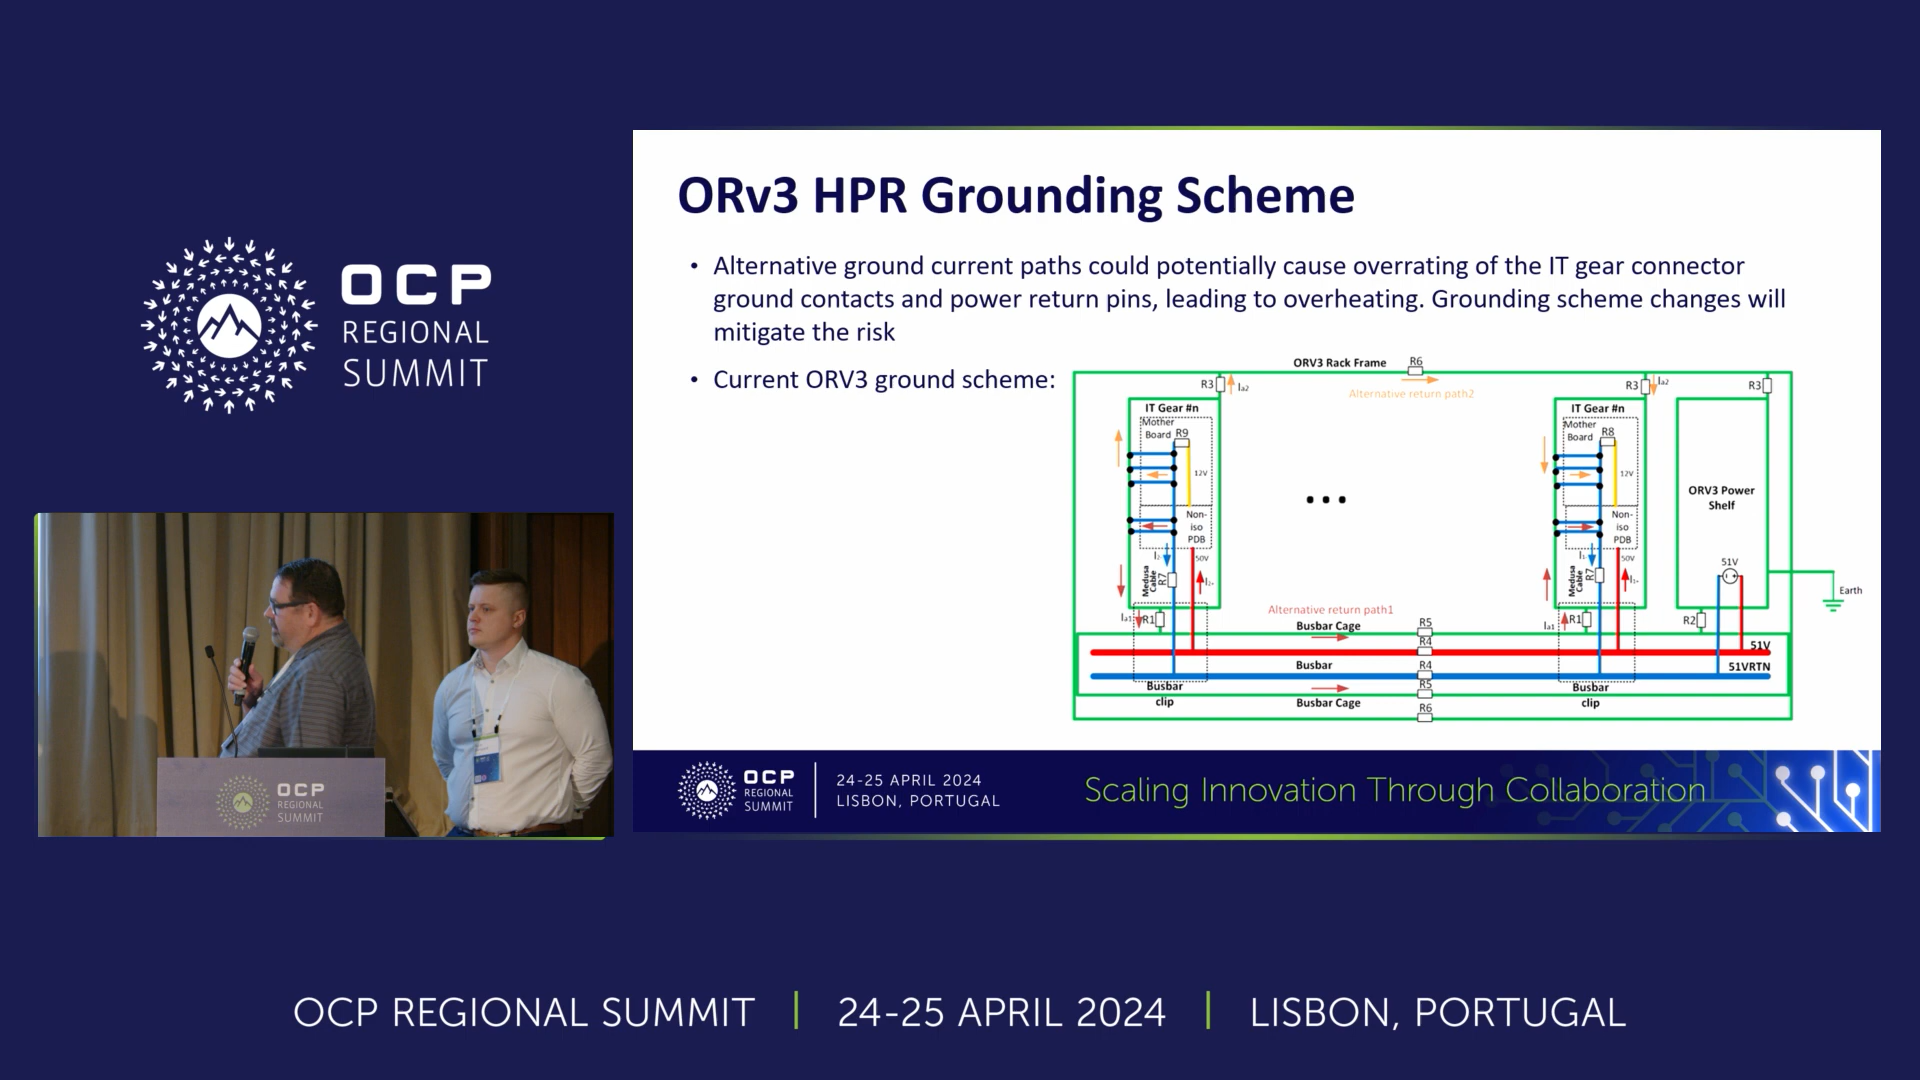 OCP
REGIONAL
SUMMIT
ORv3 HPR Grounding Scheme
• Alternative ground current paths could potentially cause overrating of the IT gear connector
ground contacts and power return pins, leading to overheating. Grounding scheme changes will
mitigate the risk
• Current ORV3 ground scheme:
ORV3 Rack Frame
R6
Alternative return path2
R3
Ia2
R3
Ia2
R3
IT Gear #n
Mother
Board
R9
12V
Non-
iso
PDB
50V
Medusa
Cable
R7
Ia1
R1
Busbar
clip
...
IT Gear #n
Mother
Board
R8
12V
Non-
iso
PDB
50V
Medusa
Cable
R7
Ia1
R1
Busbar
clip
ORV3 Power
Shelf
51V
R2
Earth
Alternative return path1
Busbar Cage
R5
R4
51V
Busbar
R4
51VRTN
R5
Busbar Cage
R6
OCP
REGIONAL
SUMMIT
24-25 APRIL 2024
LISBON, PORTUGAL
Scaling Innovation Through Collaboration
OCP
REGIONAL
SUMMIT
OCP REGIONAL SUMMIT | 24-25 APRIL 2024 | LISBON, PORTUGAL